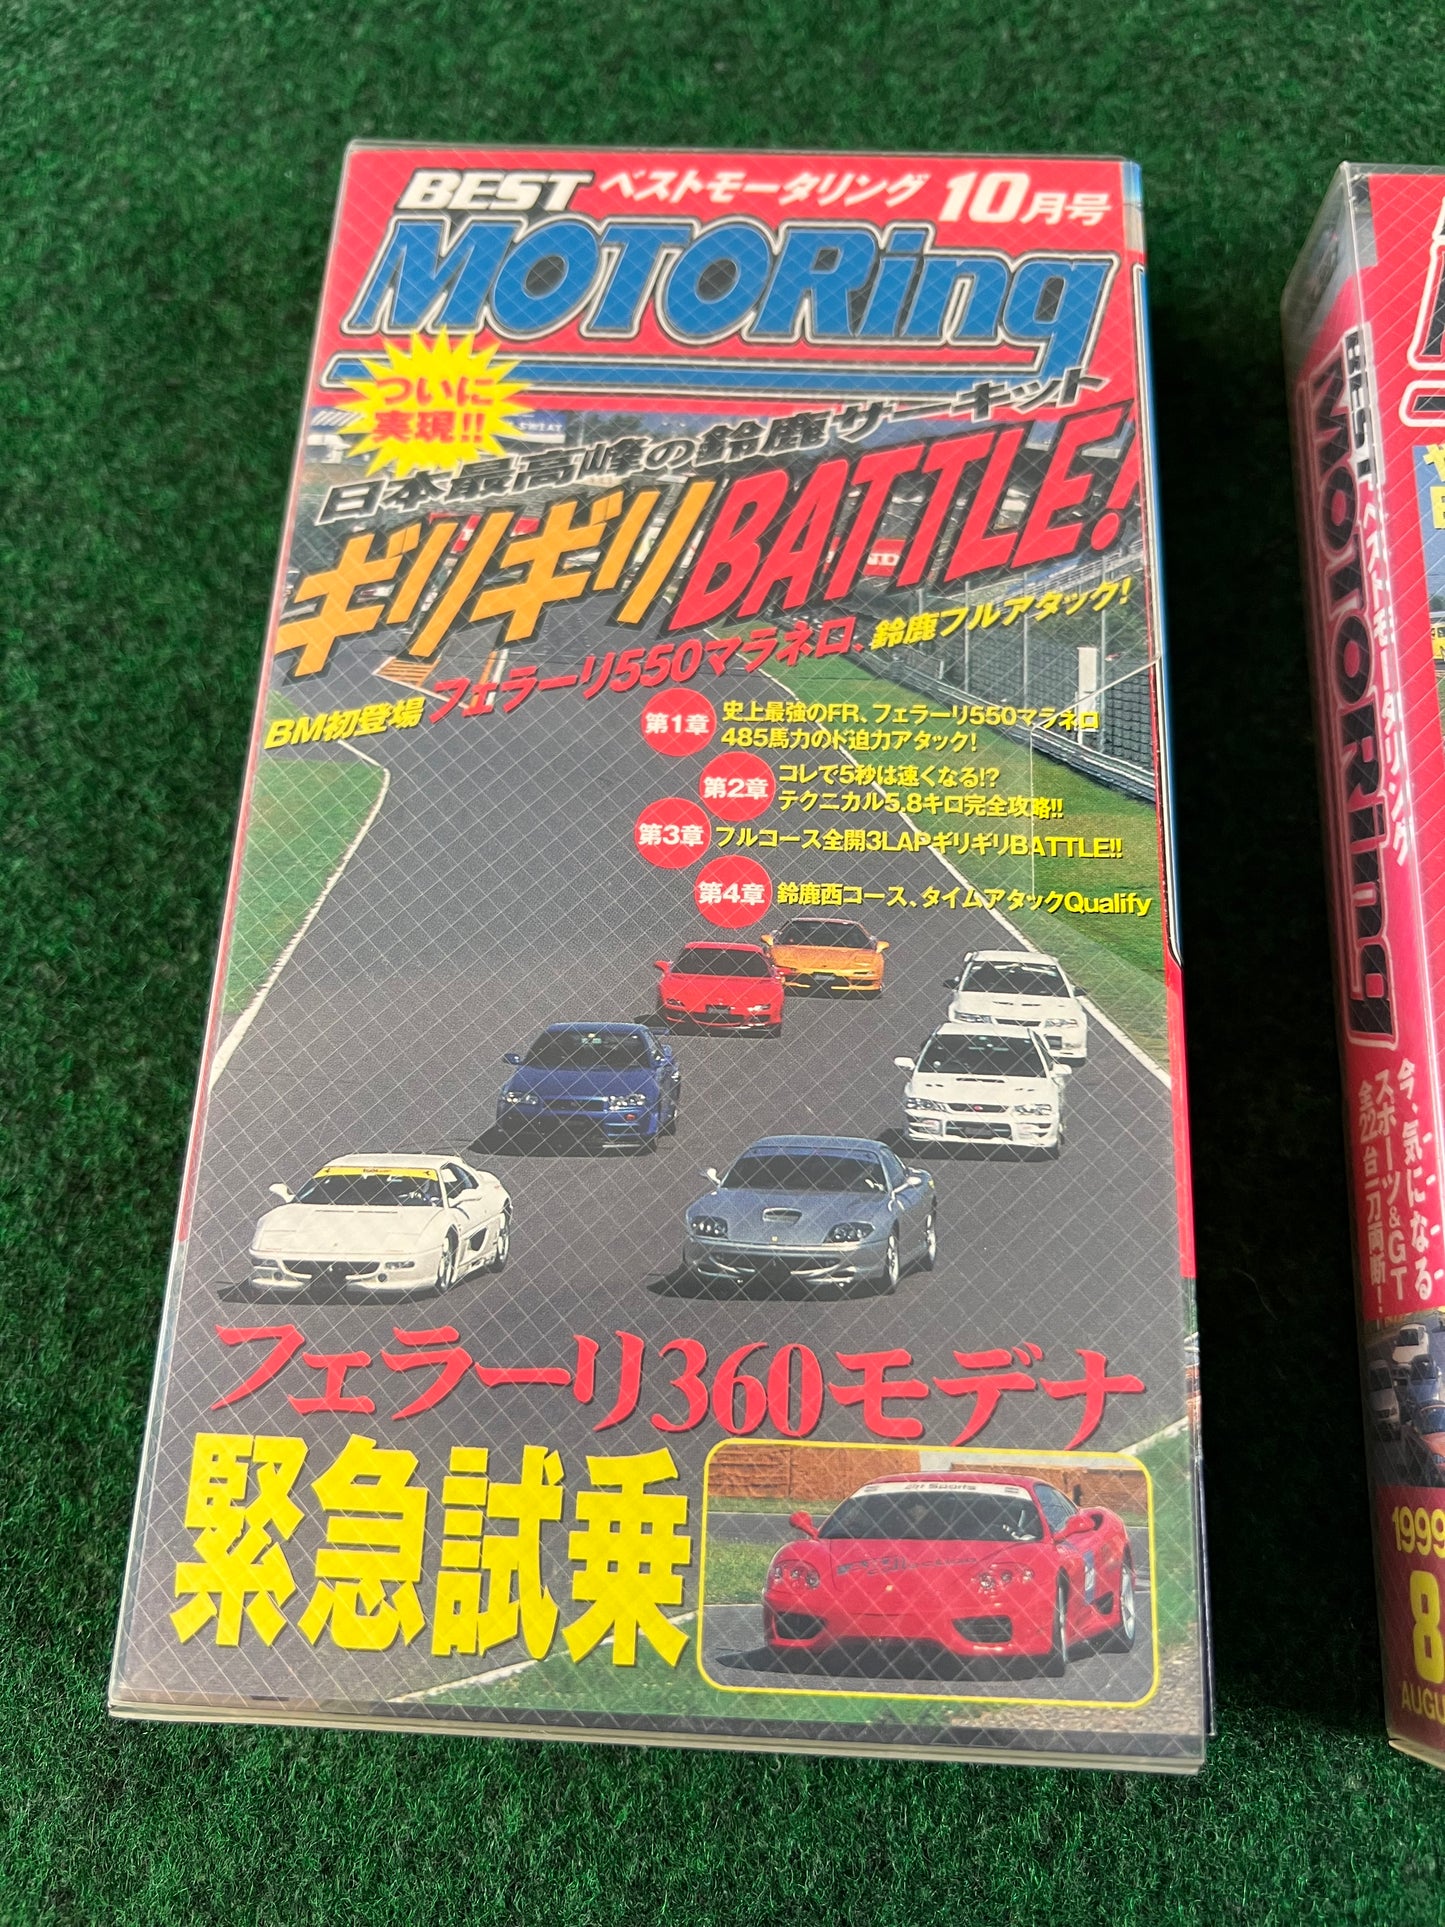 BEST ベストモータリング 10月号
MOTORing
ついに
実現!!
日本最高峰の鈴鹿サーキット
ギリギリBATTLE!
BM初登場 フェラーリ550マラネロ、鈴鹿フルアタック!
第1章 史上最強のFR、フェラーリ550マラネロ
485馬力のド迫力アタック!
第2章 コレで5秒は速くなる!?
テクニカル5.8キロ完全攻略!!
第3章 フルコース全開3LAPギリギリBATTLE!!
第4章 鈴鹿西コース、タイムアタックQualify
フェラーリ360モデナ
緊急試乗
BEST ベストモータリング
MOTORing
今、気になる
スポーツ&GT
全22台一刀両断!
1999
8